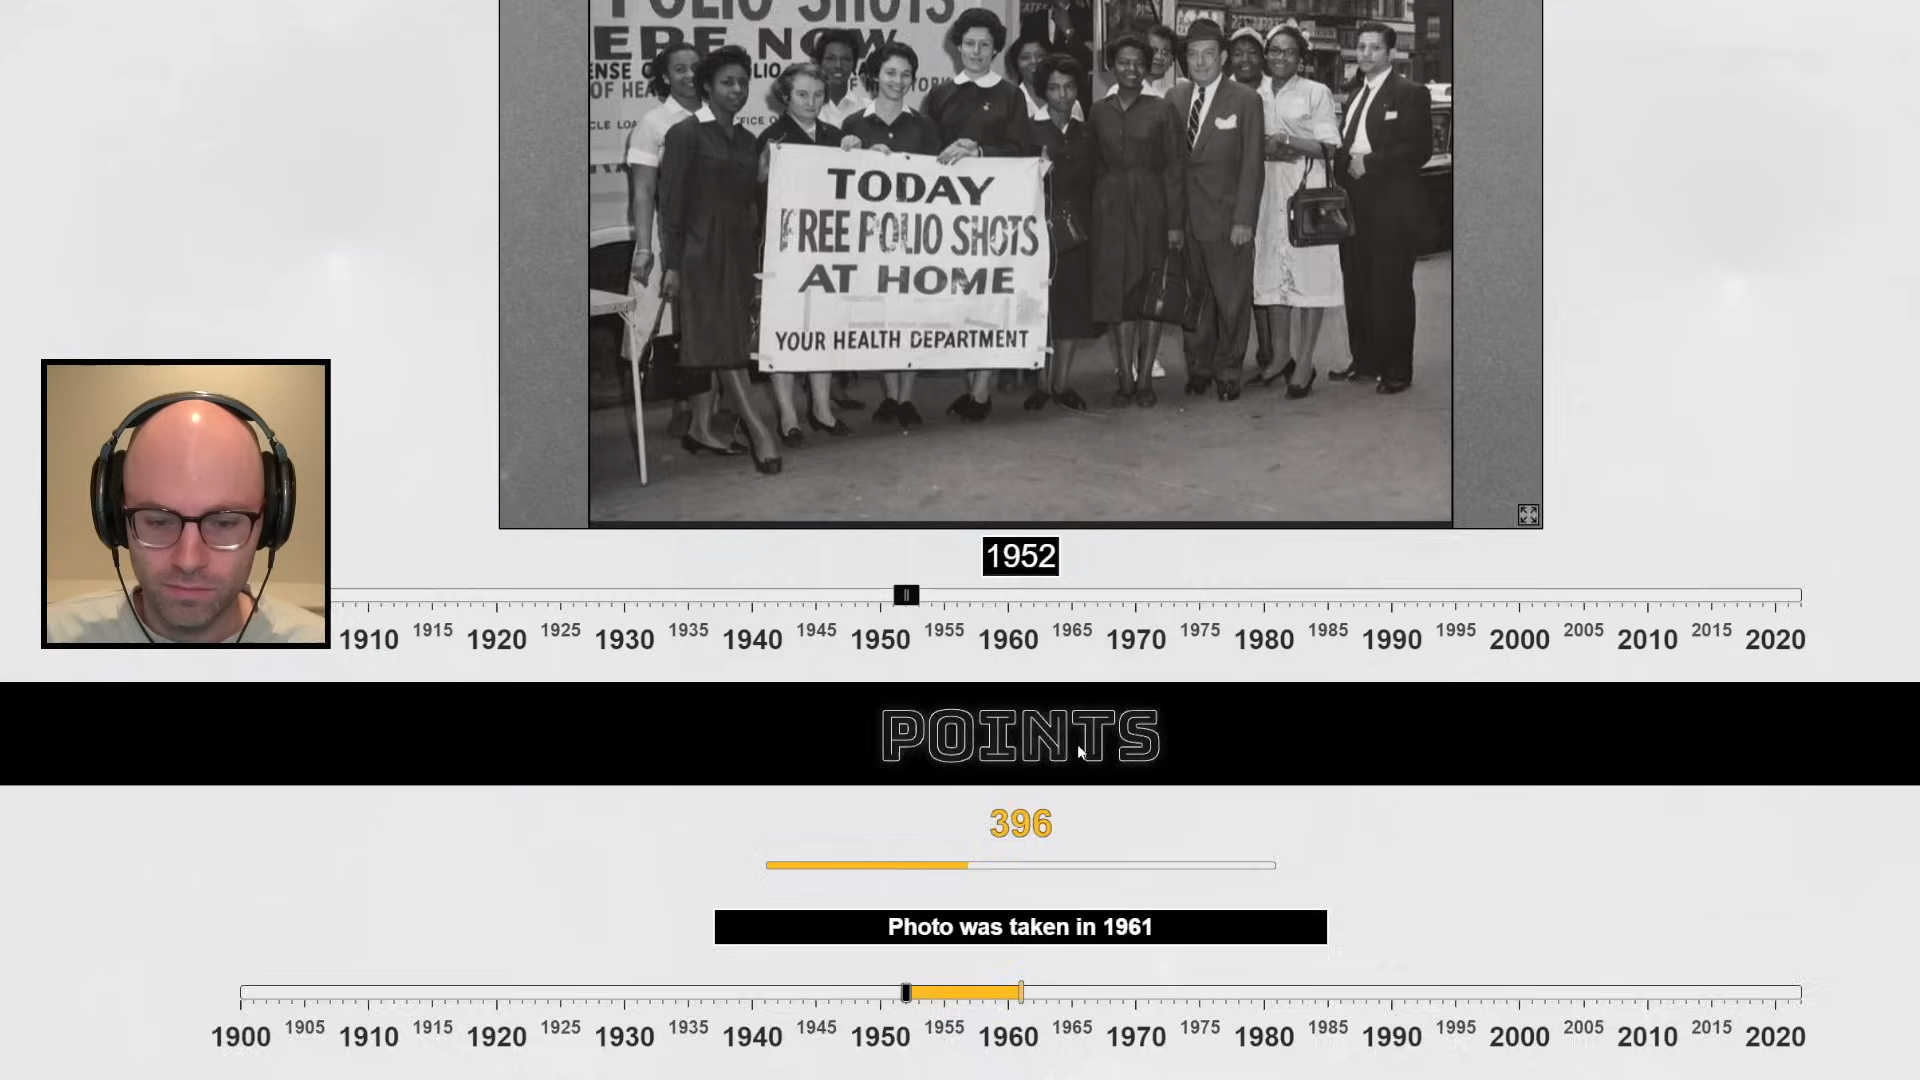 POLIO SHOTS
ERE NOW
OF HEA
TODAY
FREE POLIO SHOTS
AT HOME
YOUR HEALTH DEPARTMENT
1952
1910 1915 1920 1925 1930 1935 1940 1945 1950 1955 1960 1965 1970 1975 1980 1985 1990 1995 2000 2005 2010 2015 2020
POINTS
396
Photo was taken in 1961
1900 1905 1910 1915 1920 1925 1930 1935 1940 1945 1950 1955 1960 1965 1970 1975 1980 1985 1990 1995 2000 2005 2010 2015 2020